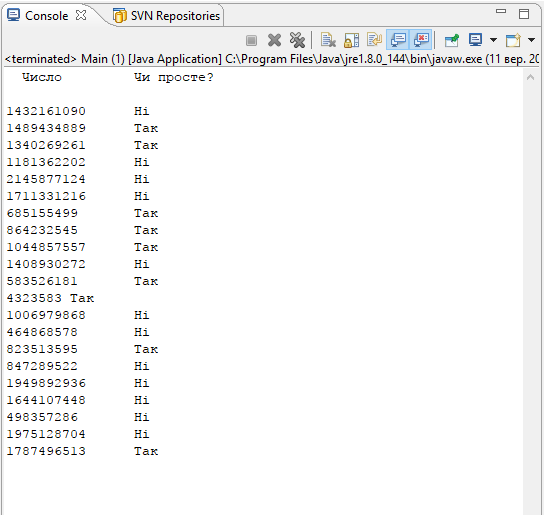 Console SVN Repositories
<terminated> Main (1) [Java Application] C:\Program Files\Java\jre1.8.0_144\bin\javaw.exe (11 вер. 20
Число Чи просте?
1432161090 Ні
1489434889 Так
1340269261 Так
1181362202 Ні
2145877124 Ні
1711331216 Ні
685155499 Так
864232545 Так
1044857557 Так
1408930272 Ні
583526181 Так
4323583 Так
1006979868 Ні
464868578 Ні
823513595 Так
847289522 Ні
1949892936 Ні
1644107448 Ні
498357286 Ні
1975128704 Ні
1787496513 Так